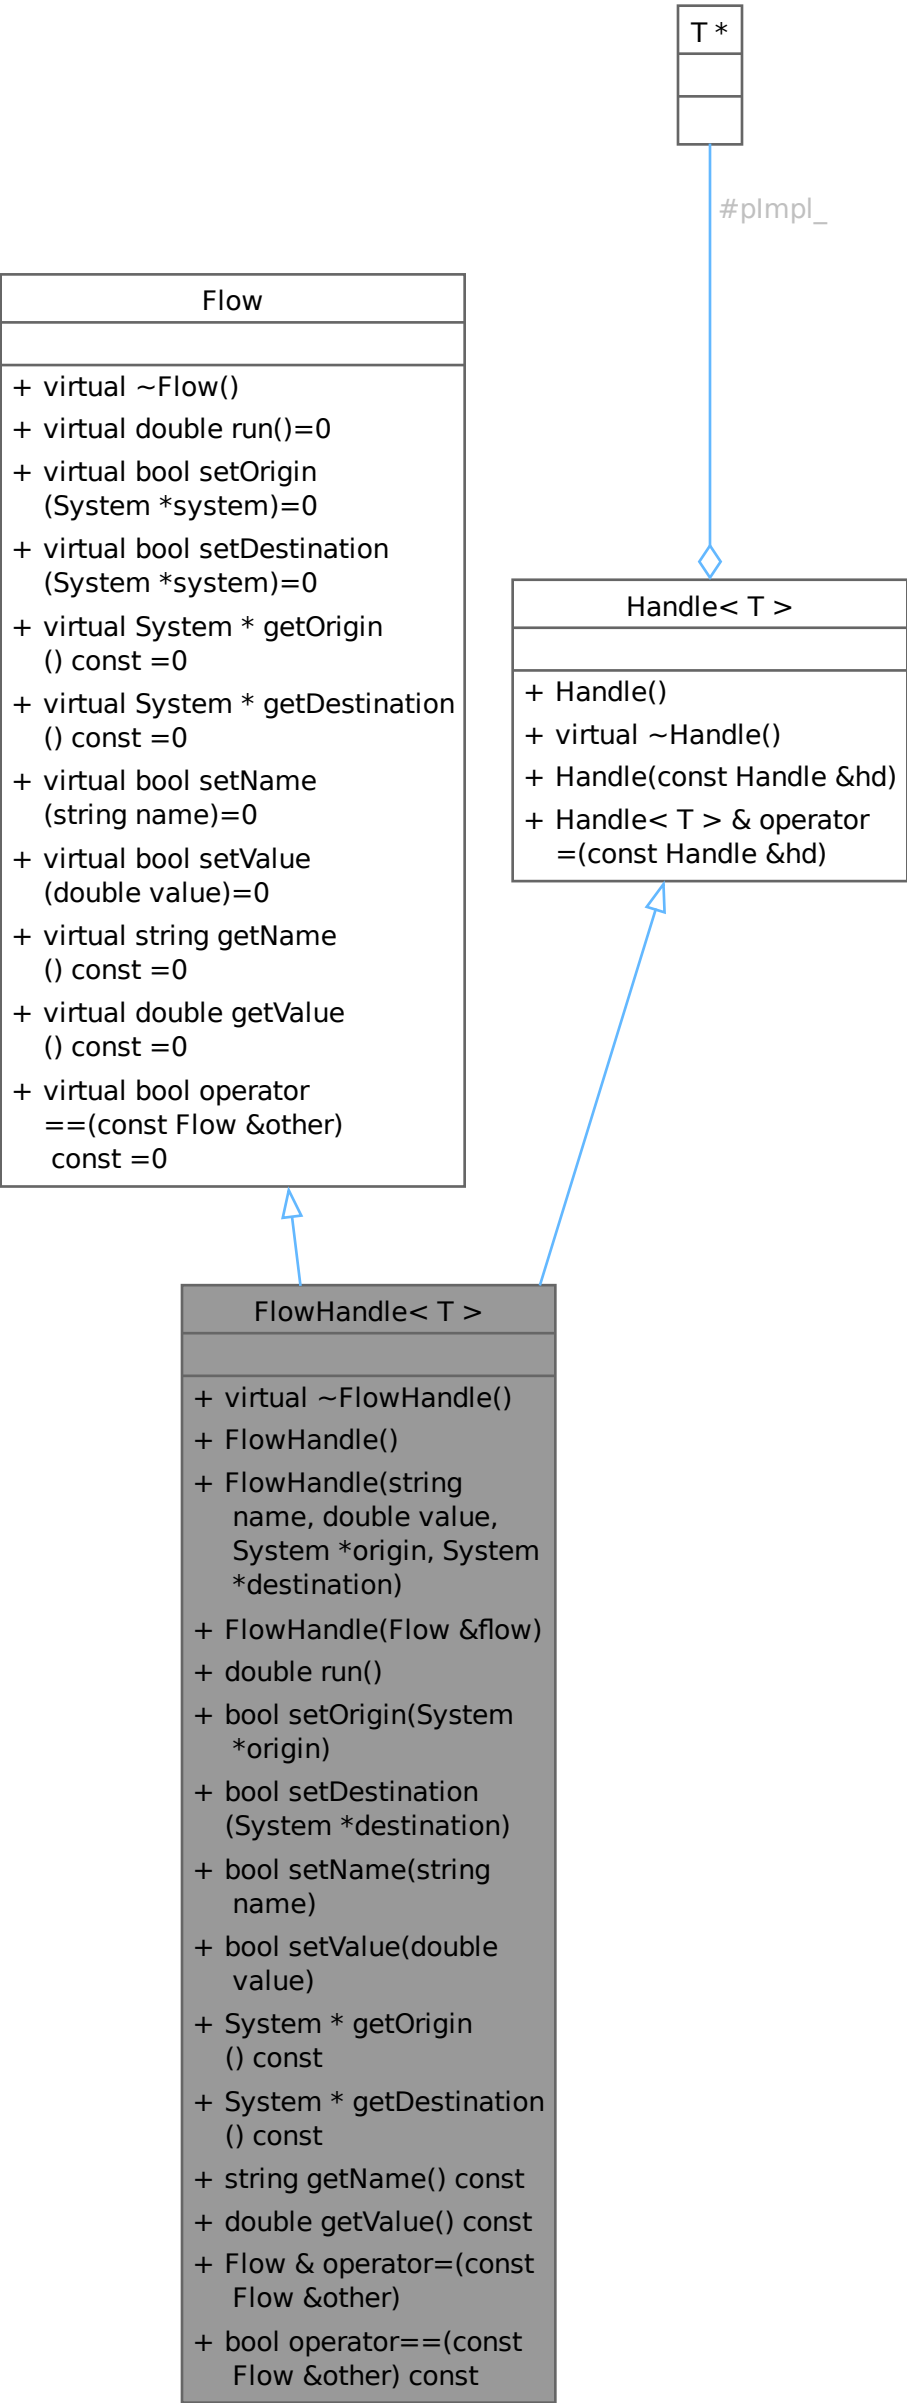 T *
#pImpl_
Flow
+ virtual ~Flow()
+ virtual double run()=0
+ virtual bool setOrigin
(System *system)=0
+ virtual bool setDestination
(System *system)=0
+ virtual System * getOrigin
() const =0
+ virtual System * getDestination
() const =0
+ virtual bool setName
(string name)=0
+ virtual bool setValue
(double value)=0
+ virtual string getName
() const =0
+ virtual double getValue
() const =0
+ virtual bool operator
==(const Flow &other)
const =0
Handle< T >
+ Handle()
+ virtual ~Handle()
+ Handle(const Handle &hd)
+ Handle< T > & operator
=(const Handle &hd)
FlowHandle< T >
+ virtual ~FlowHandle()
+ FlowHandle()
+ FlowHandle(string
name, double value,
System *origin, System
*destination)
+ FlowHandle(Flow &flow)
+ double run()
+ bool setOrigin(System
*origin)
+ bool setDestination
(System *destination)
+ bool setName(string
name)
+ bool setValue(double
value)
+ System * getOrigin
() const
+ System * getDestination
() const
+ string getName() const
+ double getValue() const
+ Flow & operator=(const
Flow &other)
+ bool operator==(const
Flow &other) const